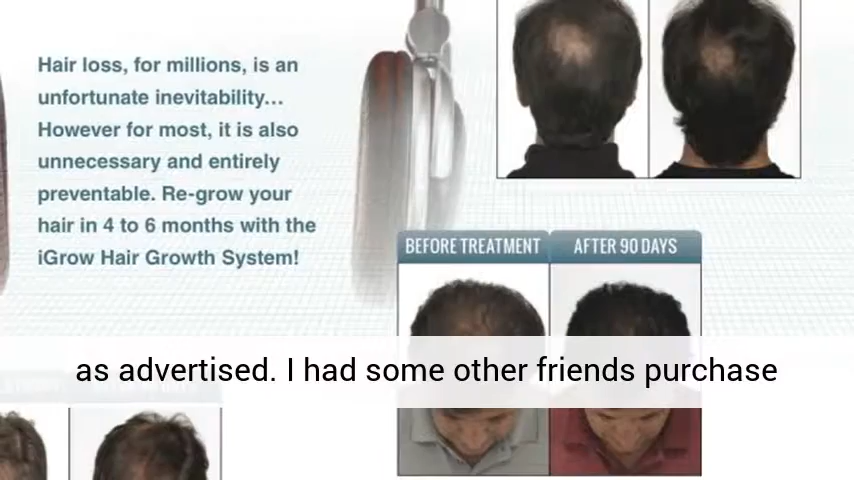 Hair loss, for millions, is an
unfortunate inevitability...
However for most, it is also
unnecessary and entirely
preventable. Re-grow your
hair in 4 to 6 months with the
iGrow Hair Growth System!
BEFORE TREATMENT
AFTER 90 DAYS
as advertised. I had some other friends purchase